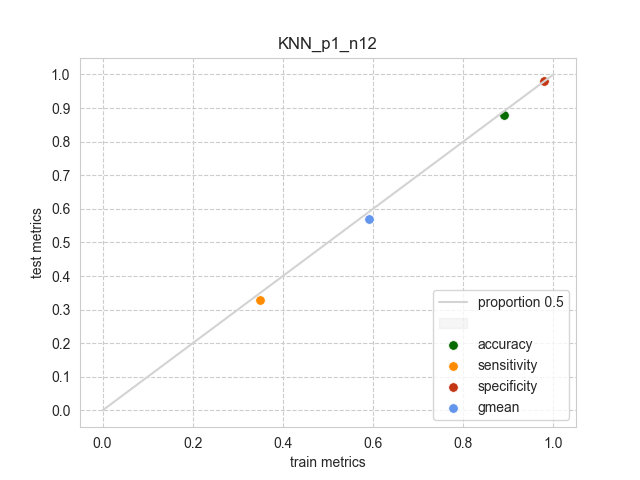 KNN_p1_n12
1.0
0.9
0.8
0.7
0.6
0.5
0.4
0.3
0.2
0.1
0.0
test metrics
proportion 0.5
accuracy
sensitivity
specificity
gmean
0.0 0.2 0.4 0.6 0.8 1.0
train metrics